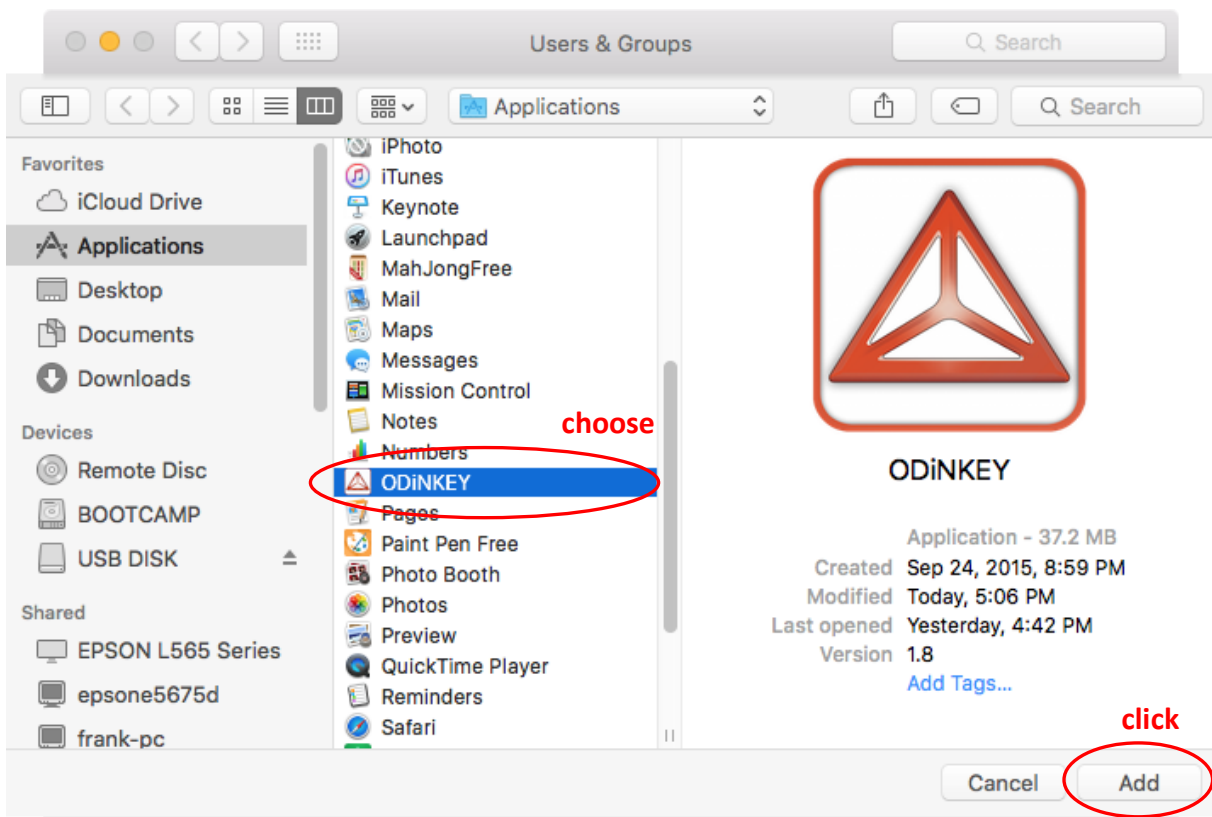 Users & Groups
Search
Applications
Search
Favorites
iCloud Drive
Applications
Desktop
Documents
Downloads
Devices
Remote Disc
BOOTCAMP
USB DISK
Shared
EPSON L565 Series
epsone5675d
frank-pc
iPhoto
iTunes
Keynote
Launchpad
MahJongFree
Mail
Maps
Messages
Mission Control
Notes
choose
Numbers
ODiNKEY
Pages
Paint Pen Free
Photo Booth
Photos
Preview
QuickTime Player
Reminders
Safari
ODiNKEY
Application - 37.2 MB
Created Sep 24, 2015, 8:59 PM
Modified Today, 5:06 PM
Last opened Yesterday, 4:42 PM
Version 1.8
Add Tags...
click
Cancel
Add